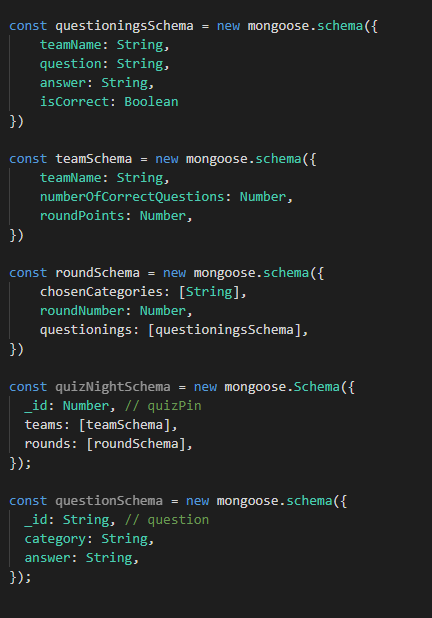 const questioningsSchema = new mongoose.schema({
    teamName: String,
    question: String,
    answer: String,
    isCorrect: Boolean
})

const teamSchema = new mongoose.schema({
    teamName: String,
    numberOfCorrectQuestions: Number,
    roundPoints: Number,
})

const roundSchema = new mongoose.schema({
    chosenCategories: [String],
    roundNumber: Number,
    questionings: [questioningsSchema],
})

const quizNightSchema = new mongoose.Schema({
  _id: Number, // quizPin
  teams: [teamSchema],
  rounds: [roundSchema],
});

const questionSchema = new mongoose.schema({
  _id: String, // question
  category: String,
  answer: String,
});